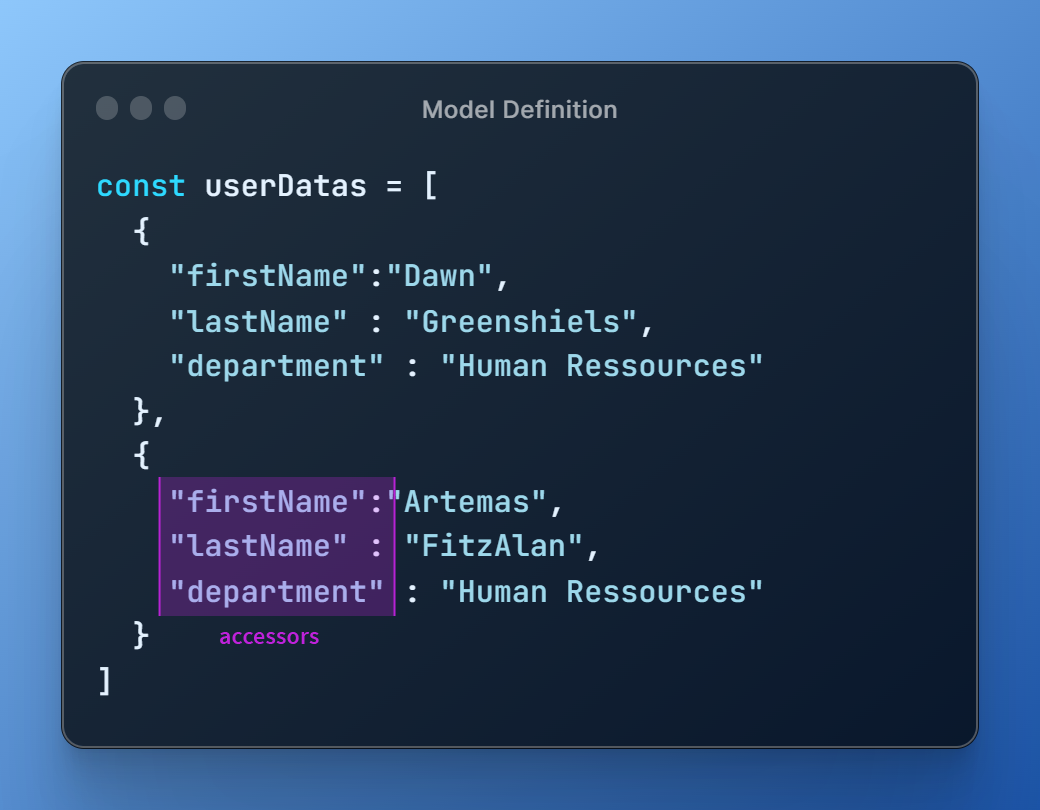 Model Definition
const userDatas = [
  {
    "firstName":"Dawn",
    "lastName" : "Greenshiels",
    "department" : "Human Ressources"
  },
  {
    "firstName":"Artemas",
    "lastName" : "FitzAlan",
    "department" : "Human Ressources"
  }
accessors
]